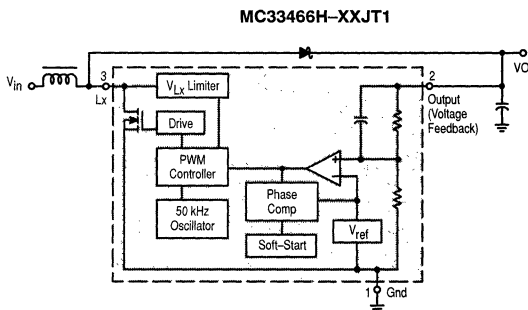 MC33466H–XXJT1
Vin
3
Lx
VLx Limiter
Drive
PWM
Controller
50 kHz
Oscillator
Phase
Comp
Soft–Start
Vref
+
–
2
Output
(Voltage
Feedback)
VO
1
Gnd